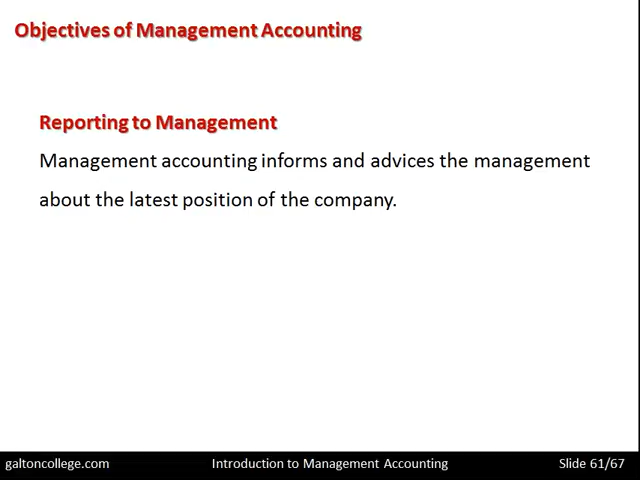 Objectives of Management Accounting
Reporting to Management
Management accounting informs and advices the management
about the latest position of the company.
galtoncollege.com
Introduction to Management Accounting
Slide 61/67